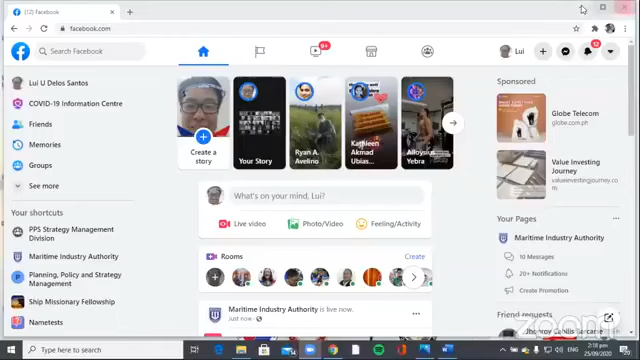 (12) Facebook
facebook.com
Search Facebook
9+
Lui
12
Lui U Delos Santos
COVID-19 Information Centre
Friends
Memories
Groups
See more
Your shortcuts
PPS Strategy Management
Division
Maritime Industry Authority
Planning, Policy and Strategy
Management
Ship Missionary Fellowship
Nametests
Create a
story
Your Story
Ryan A.
Avelino
Kathleen
Akmad
Ubias...
Alloysius
Yebra
What's on your mind, Lui?
Live video
Photo/Video
Feeling/Activity
Rooms
Create
Maritime Industry Authority is live now.
Just now
Sponsored
Globe Telecom
globe.com.ph
Value Investing
Journey
valueinvestingjourney.co
m
Your Pages
Maritime Industry Authority
10 Messages
20+ Notifications
Create Promotion
Friend requests
zoom
Type here to search
ENG
2:18 pm
25/09/2020